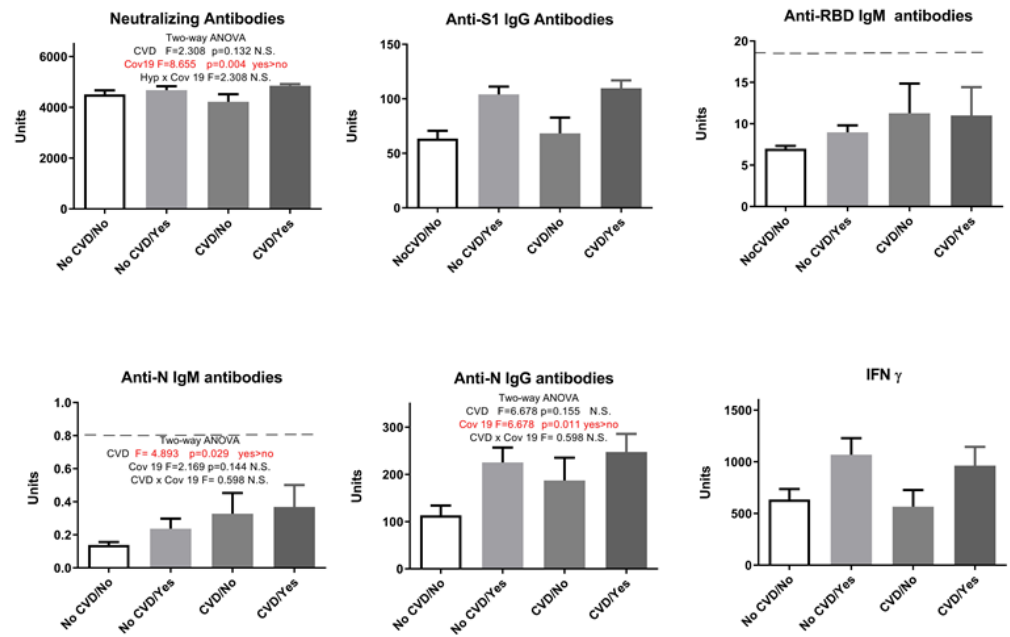 Neutralizing Antibodies
Two-way ANOVA
CVD F=2.308 p=0.132 N.S.
Cov19 F=8.655 p=0.004 yes>no
Hyp x Cov 19 F=2.308 N.S.
6000
4000
2000
0
Units
No CVD/No
No CVD/Yes
CVD/No
CVD/Yes
Anti-S1 IgG Antibodies
150
100
50
0
Units
NoCVD/No
No CVD/Yes
CVD/No
CVD/Yes
Anti-RBD IgM antibodies
20
15
10
5
0
Units
NoCVD/No
No CVD/Yes
CVD/No
CVD/Yes
Anti-N IgM antibodies
1.0
0.8
0.6
0.4
0.2
0.0
Units
Two-way ANOVA
CVD F= 4.893 p=0.029 yes>no
Cov 19 F=2.169 p=0.144 N.S.
CVD x Cov 19 F= 0.598 N.S.
No CVD/No
No CVD/Yes
CVD/No
CVD/Yes
Anti-N IgG antibodies
Two-way ANOVA
CVD F=6.678 p=0.155 N.S.
Cov 19 F=6.678 p=0.011 yes>no
CVD x Cov 19 F= 0.598 N.S.
300
200
100
0
Units
No CVD/No
No CVD/Yes
CVD/No
CVD/Yes
IFN γ
1500
1000
500
0
Units
No CVD/No
No CVD/Yes
CVD/No
CVD/Yes